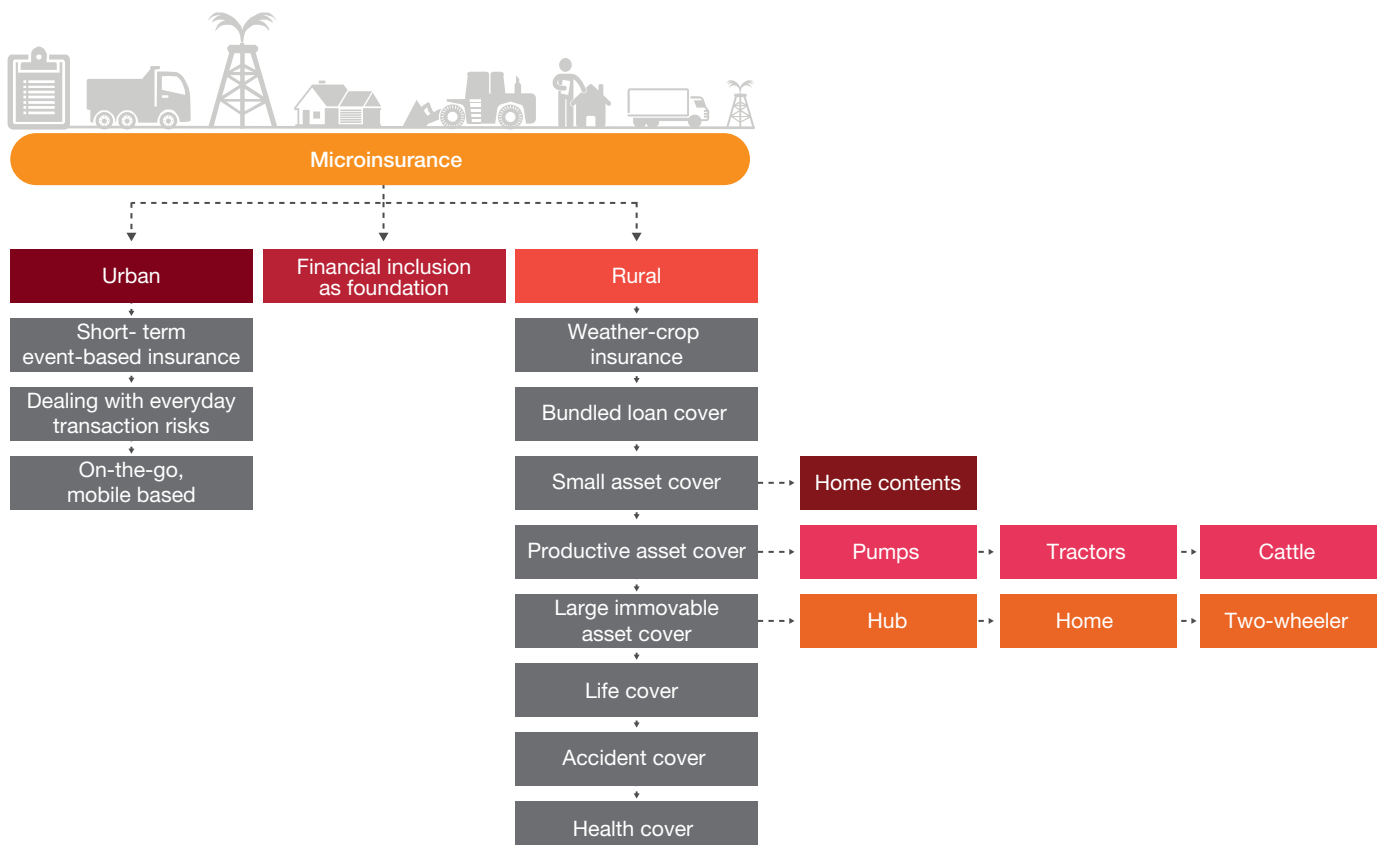 Microinsurance
Urban
Financial inclusion
as foundation
Rural
Short- term
event-based insurance
Dealing with everyday
transaction risks
On-the-go,
mobile based
Weather-crop
insurance
Bundled loan cover
Small asset cover
Home contents
Productive asset cover
Pumps
Tractors
Cattle
Large immovable
asset cover
Hub
Home
Two-wheeler
Life cover
Accident cover
Health cover